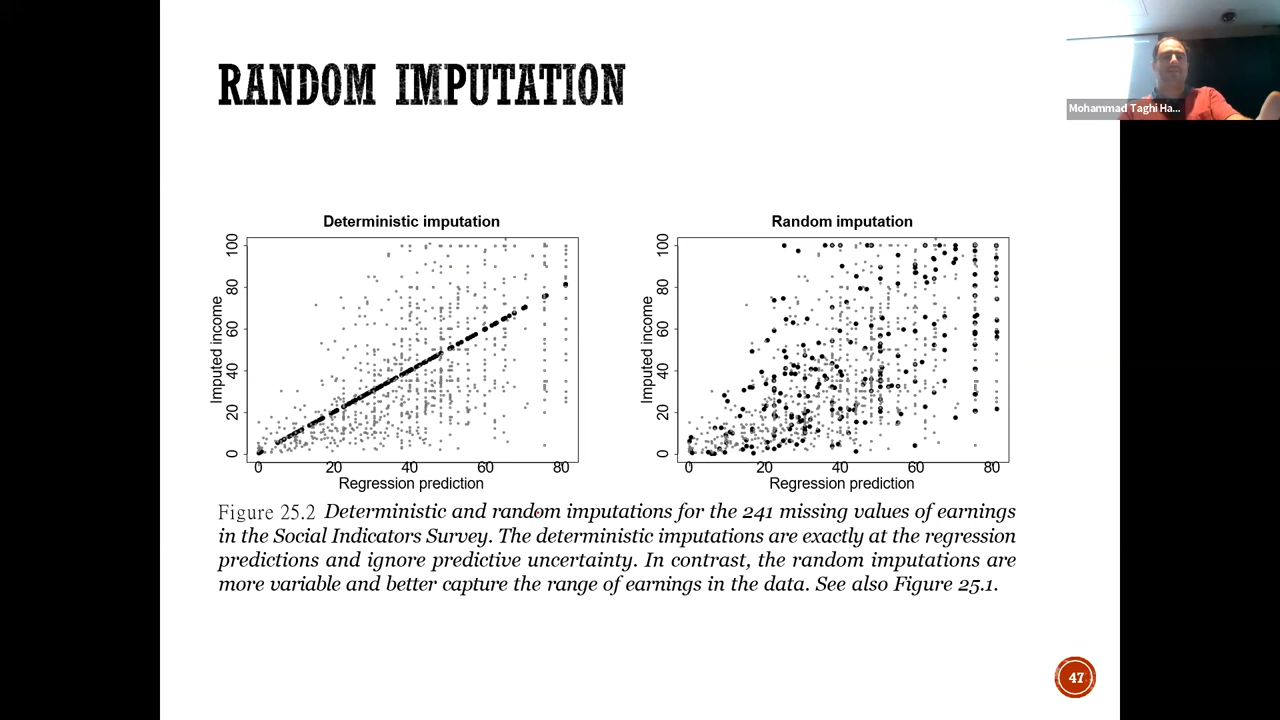 RANDOM IMPUTATION
Mohammad Taghi Ha...
Deterministic imputation
Imputed income
0 20 40 60 80 100
0 20 40 60 80
Regression prediction
Random imputation
Imputed income
0 20 40 60 80 100
0 20 40 60 80
Regression prediction
Figure 25.2 Deterministic and random imputations for the 241 missing values of earnings
in the Social Indicators Survey. The deterministic imputations are exactly at the regression
predictions and ignore predictive uncertainty. In contrast, the random imputations are
more variable and better capture the range of earnings in the data. See also Figure 25.1.
47